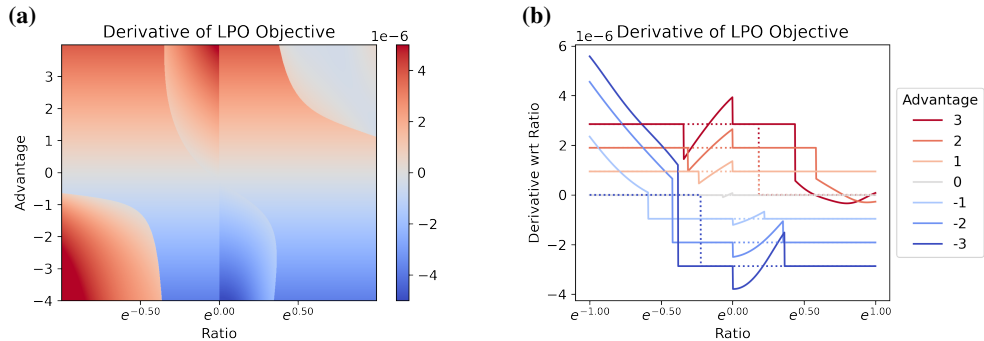 (a)
Derivative of LPO Objective
1e−6
3
2
1
0
−1
−2
−3
−4
Advantage
e^−0.50
e^0.00
e^0.50
Ratio
4
2
0
−2
−4
(b)
1e−6
Derivative of LPO Objective
6
4
2
0
−2
−4
Derivative wrt Ratio
e^−1.00
e^−0.50
e^0.00
e^0.50
e^1.00
Ratio
Advantage
3
2
1
0
-1
-2
-3